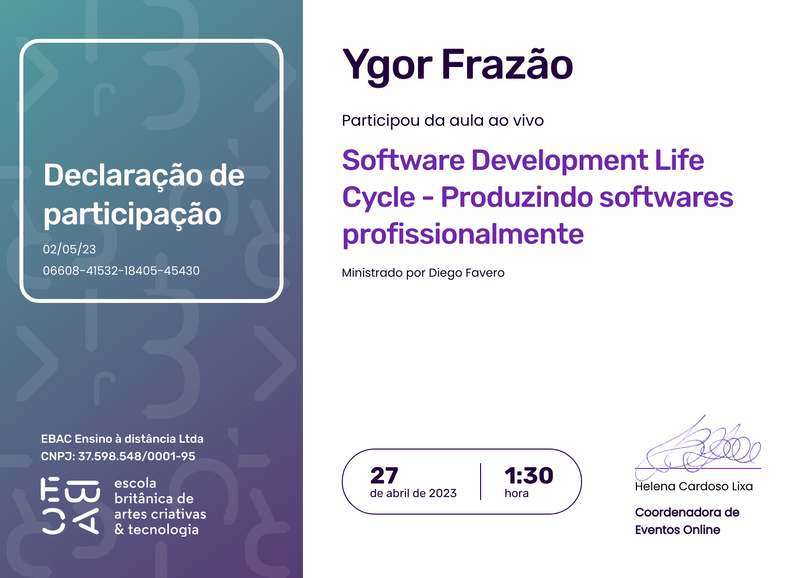 Declaração de
participação
02/05/23
06608-41532-18405-45430
EBAC Ensino à distância Ltda
CNPJ: 37.598.548/0001-95
escola
britânica de
artes criativas
& tecnologia
Ygor Frazão
Participou da aula ao vivo
Software Development Life
Cycle - Produzindo softwares
profissionalmente
Ministrado por Diego Favero
27
de abril de 2023
1:30
hora
Helena Cardoso Lixa
Coordenadora de
Eventos Online